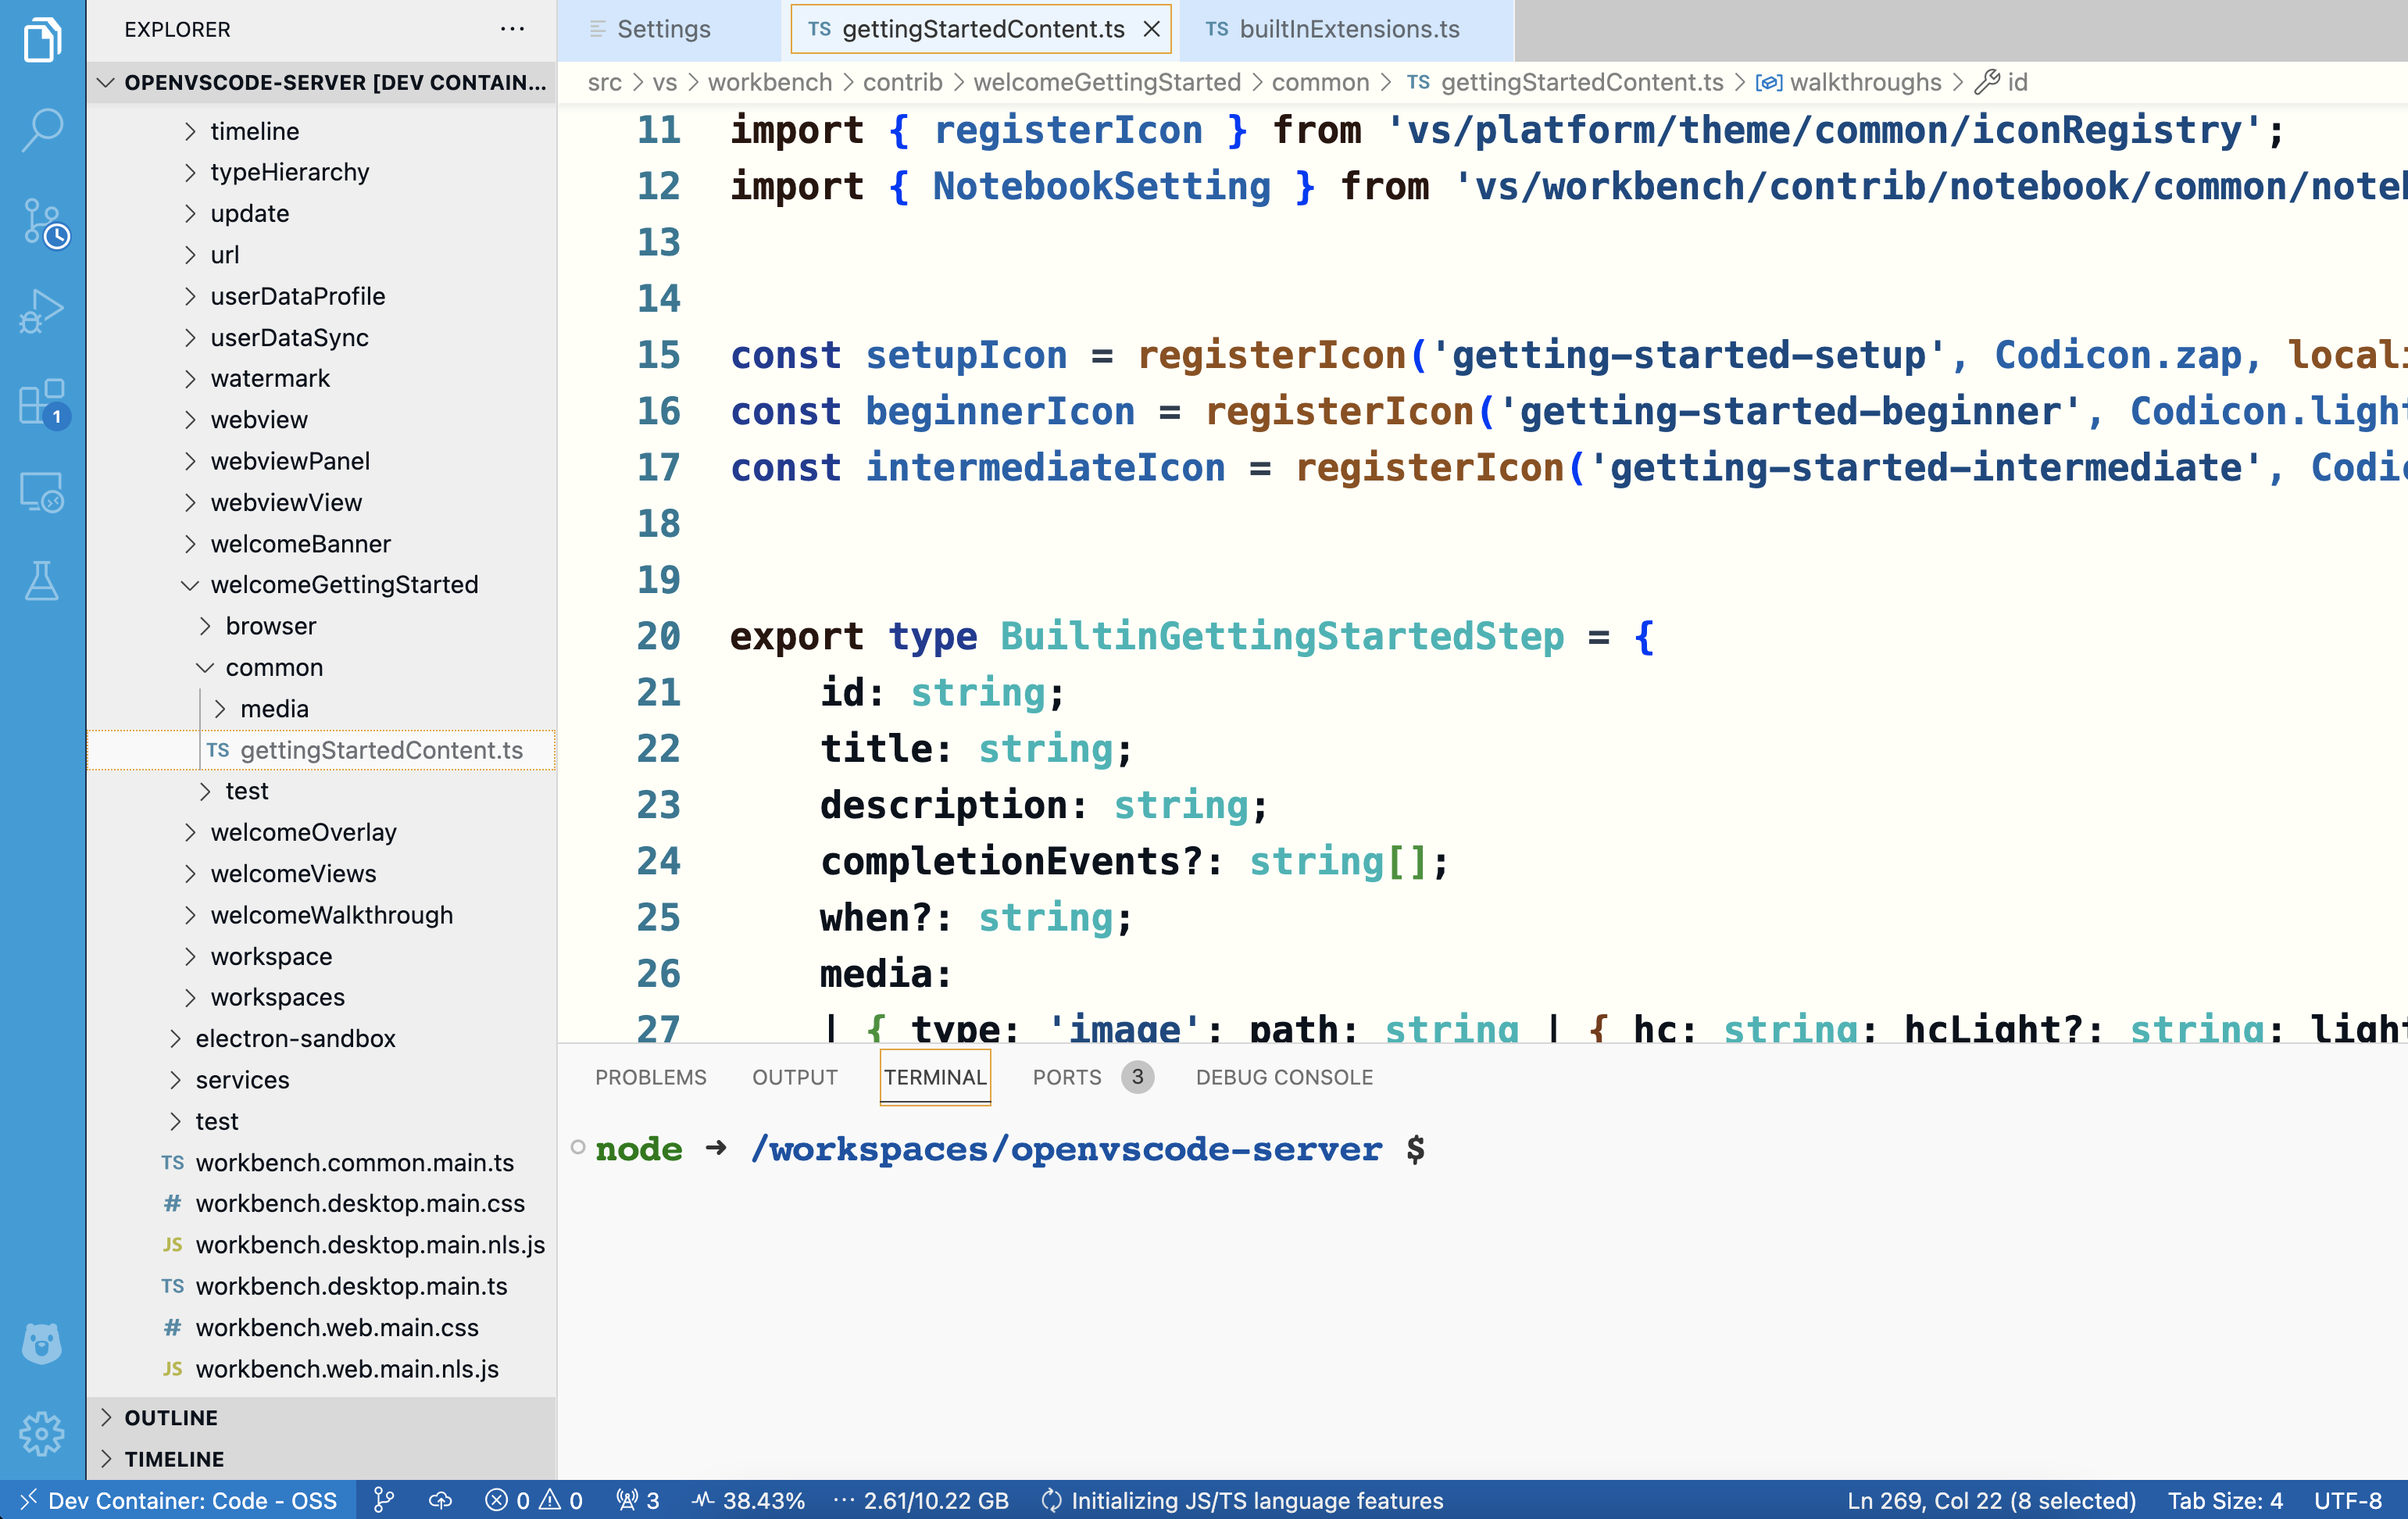 EXPLORER
OPENVSCODE-SERVER [DEV CONTAIN...
timeline
typeHierarchy
update
url
userDataProfile
userDataSync
watermark
webview
webviewPanel
webviewView
welcomeBanner
welcomeGettingStarted
browser
common
media
TS gettingStartedContent.ts
test
welcomeOverlay
welcomeViews
welcomeWalkthrough
workspace
workspaces
electron-sandbox
services
test
TS workbench.common.main.ts
# workbench.desktop.main.css
JS workbench.desktop.main.nls.js
TS workbench.desktop.main.ts
# workbench.web.main.css
JS workbench.web.main.nls.js
OUTLINE
TIMELINE
1
Settings
TS gettingStartedContent.ts
TS builtInExtensions.ts
src > vs > workbench > contrib > welcomeGettingStarted > common > TS gettingStartedContent.ts > walkthroughs > id
11 import { registerIcon } from 'vs/platform/theme/common/iconRegistry';
12 import { NotebookSetting } from 'vs/workbench/contrib/notebook/common/note
13
14
15 const setupIcon = registerIcon('getting-started-setup', Codicon.zap, locali
16 const beginnerIcon = registerIcon('getting-started-beginner', Codicon.light
17 const intermediateIcon = registerIcon('getting-started-intermediate', Codic
18
19
20 export type BuiltinGettingStartedStep = {
21 id: string;
22 title: string;
23 description: string;
24 completionEvents?: string[];
25 when?: string;
26 media:
27 | { type: 'image'; path: string | { hc: string; hcLight?: string; light
PROBLEMS OUTPUT TERMINAL PORTS 3 DEBUG CONSOLE
node ➜ /workspaces/openvscode-server $
Dev Container: Code - OSS 0 0 3 38.43% ··· 2.61/10.22 GB Initializing JS/TS language features Ln 269, Col 22 (8 selected) Tab Size: 4 UTF-8